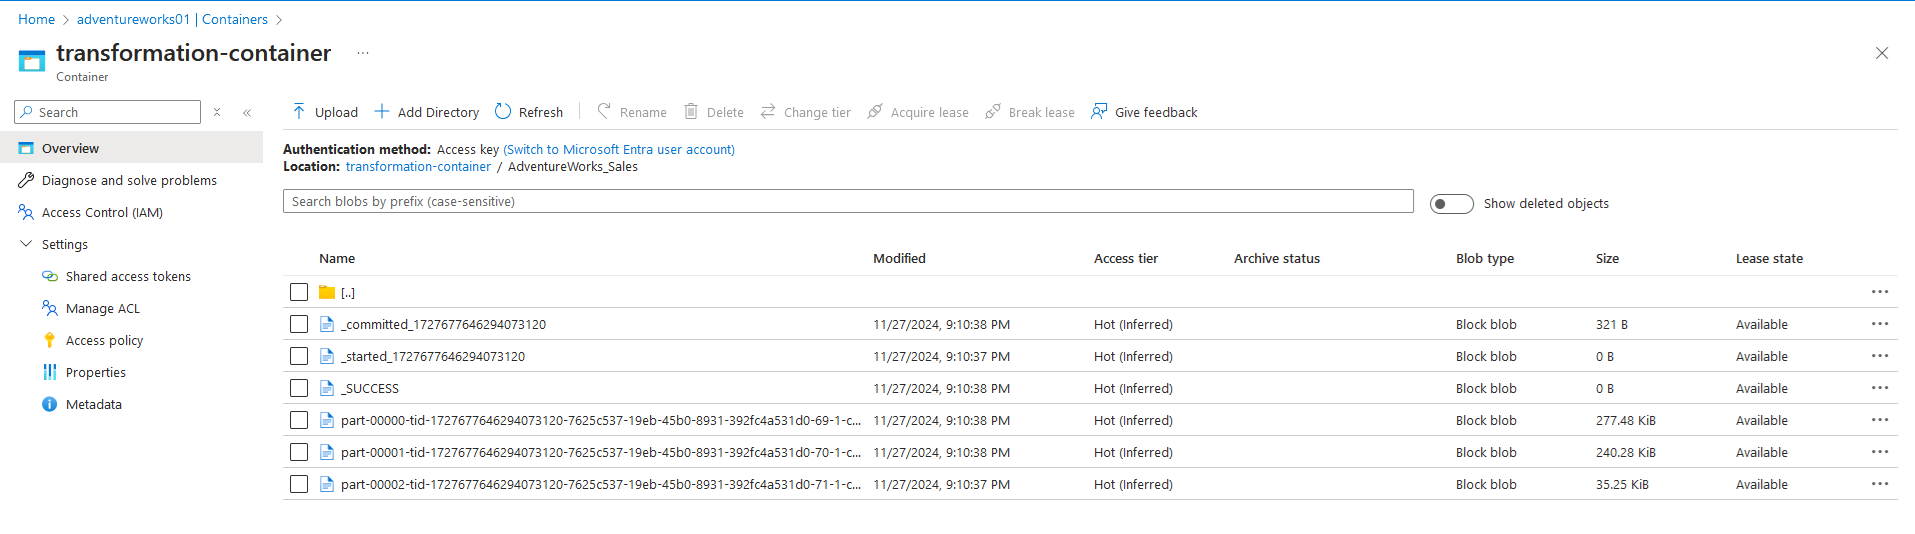 Home > adventureworks01 | Containers >
transformation-container ...
Container
Search
Upload Add Directory Refresh Rename Delete Change tier Acquire lease Break lease Give feedback
Overview
Diagnose and solve problems
Access Control (IAM)
Settings
Shared access tokens
Manage ACL
Access policy
Properties
Metadata
Authentication method: Access key (Switch to Microsoft Entra user account)
Location: transformation-container / AdventureWorks_Sales
Search blobs by prefix (case-sensitive)
Show deleted objects
Name Modified Access tier Archive status Blob type Size Lease state
[..]
_committed_1727677646294073120 11/27/2024, 9:10:38 PM Hot (Inferred) Block blob 321 B Available
_started_1727677646294073120 11/27/2024, 9:10:37 PM Hot (Inferred) Block blob 0 B Available
_SUCCESS 11/27/2024, 9:10:38 PM Hot (Inferred) Block blob 0 B Available
part-00000-tid-1727677646294073120-7625c537-19eb-45b0-8931-392fc4a531d0-69-1-c... 11/27/2024, 9:10:38 PM Hot (Inferred) Block blob 277.48 KiB Available
part-00001-tid-1727677646294073120-7625c537-19eb-45b0-8931-392fc4a531d0-70-1-c... 11/27/2024, 9:10:38 PM Hot (Inferred) Block blob 240.28 KiB Available
part-00002-tid-1727677646294073120-7625c537-19eb-45b0-8931-392fc4a531d0-71-1-c... 11/27/2024, 9:10:37 PM Hot (Inferred) Block blob 35.25 KiB Available